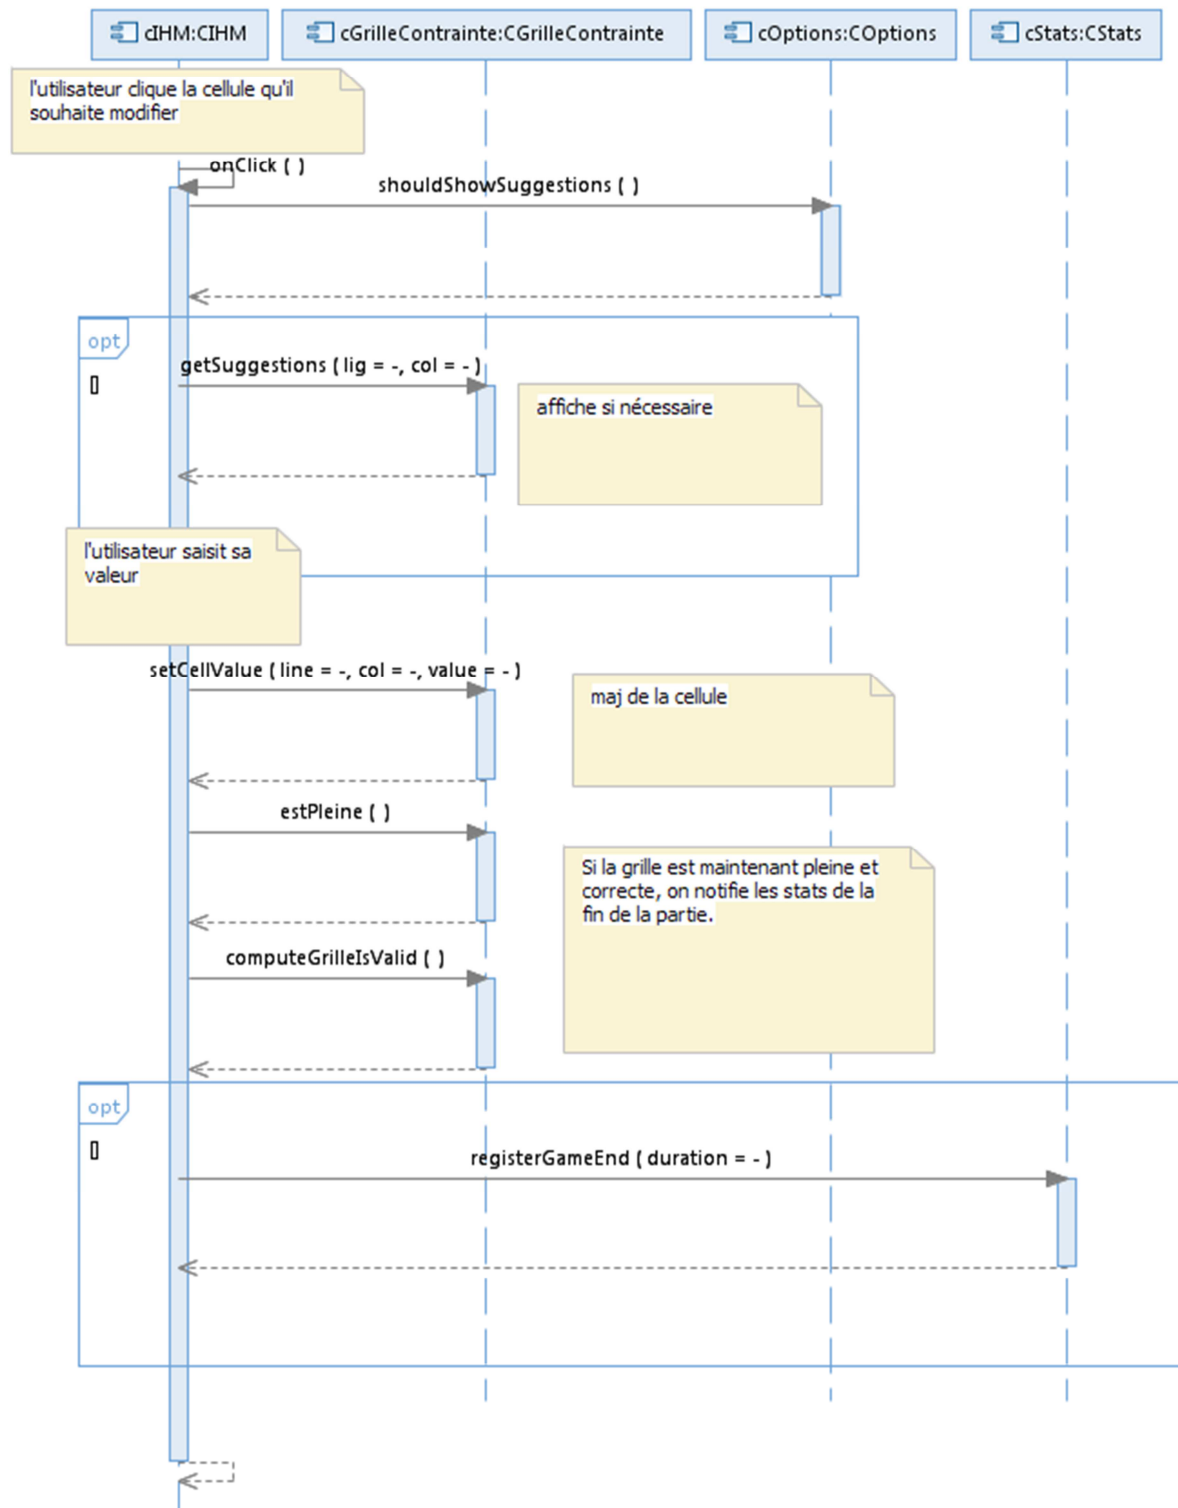 cIHM:CIHM
cGrilleContrainte:CGrilleContrainte
cOptions:COptions
cStats:CStats
l'utilisateur clique la cellule qu'il
souhaite modifier
onClick ( )
shouldShowSuggestions ( )
opt
[]
getSuggestions ( lig = -, col = - )
affiche si nécessaire
l'utilisateur saisit sa
valeur
setCellValue ( line = -, col = -, value = - )
maj de la cellule
estPleine ( )
Si la grille est maintenant pleine et
correcte, on notifie les stats de la
fin de la partie.
computeGrilleIsValid ( )
opt
[]
registerGameEnd ( duration = - )